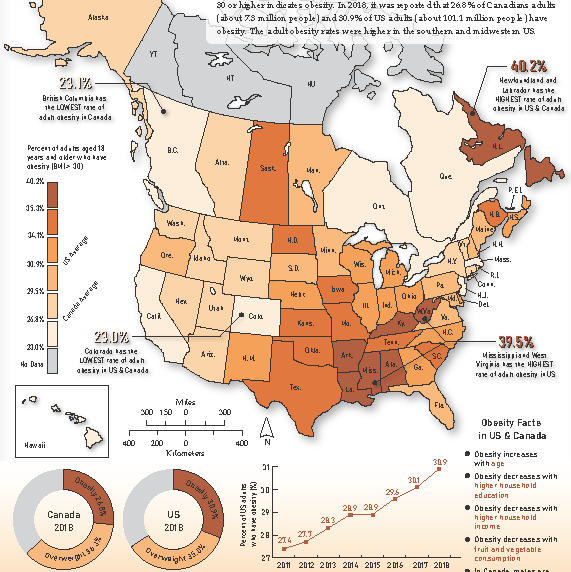 30 or higher indicates obesity. In 2018, it was reported that 26.8% of Canadians adults
(about 7.3 million people) and 30.9% of US adults (about 101.1 million people) have
obesity. The adult obesity rates were higher in the southern and midwestern US.
Alaska
YT
NT
NU
23.1%
British Columbia has
the LOWEST rate of
adult obesity in Canada
40.2%
Newfoundland and
Labrador has the
HIGHEST rate of adult
obesity in US & Canada
N.L.
B.C.
Alta.
Sask.
Man.
Ont.
Que.
P.E.I.
N.B.
N.S.
Percent of adults aged 18
years and older who have
obesity (BMI > 30)
40.2%
35.3%
34.1%
30.9%
29.5%
26.8%
23.0%
No Data
US Average
Canada Average
Wash.
Ore.
Idaho
Mont.
Wyo.
Nev.
Utah
Calif.
Ariz.
Colo.
N.M.
N.D.
S.D.
Nebr.
Kans.
Okla.
Tex.
Minn.
Iowa
Mo.
Ark.
La.
Wis.
Ill.
Mich.
Ind.
Ohio
Ky.
Tenn.
Miss.
Ala.
Ga.
Fla.
S.C.
N.C.
Va.
W.Va.
Pa.
N.Y.
Vt.
Maine
N.H.
Mass.
R.I.
Conn.
N.J.
Del.
Md.
23.0%
Colorado has the
LOWEST rate of adult
obesity in US & Canada
39.5%
Mississippi and West
Virginia has the HIGHEST
rate of adult obesity in US
Hawaii
Miles
300 150 0 300
400 200 0 400
Kilometers
N
Canada
2018
Obesity 26.8%
Overweight 36.3%
US
2018
Obesity 30.9%
Overweight 35.0%
Percent of US adults
who have obesity (%)
31
30
29
28
27
27.4
27.7
28.3
28.9
28.9
29.6
30.1
30.9
2011 2012 2013 2014 2015 2016 2017 2018
Obesity Facts
in US & Canada
Obesity increases
with age
Obesity decreases with
higher household
education
Obesity decreases with
higher household
income
Obesity decreases with
fruit and vegetable
consumption
In Canada, males are